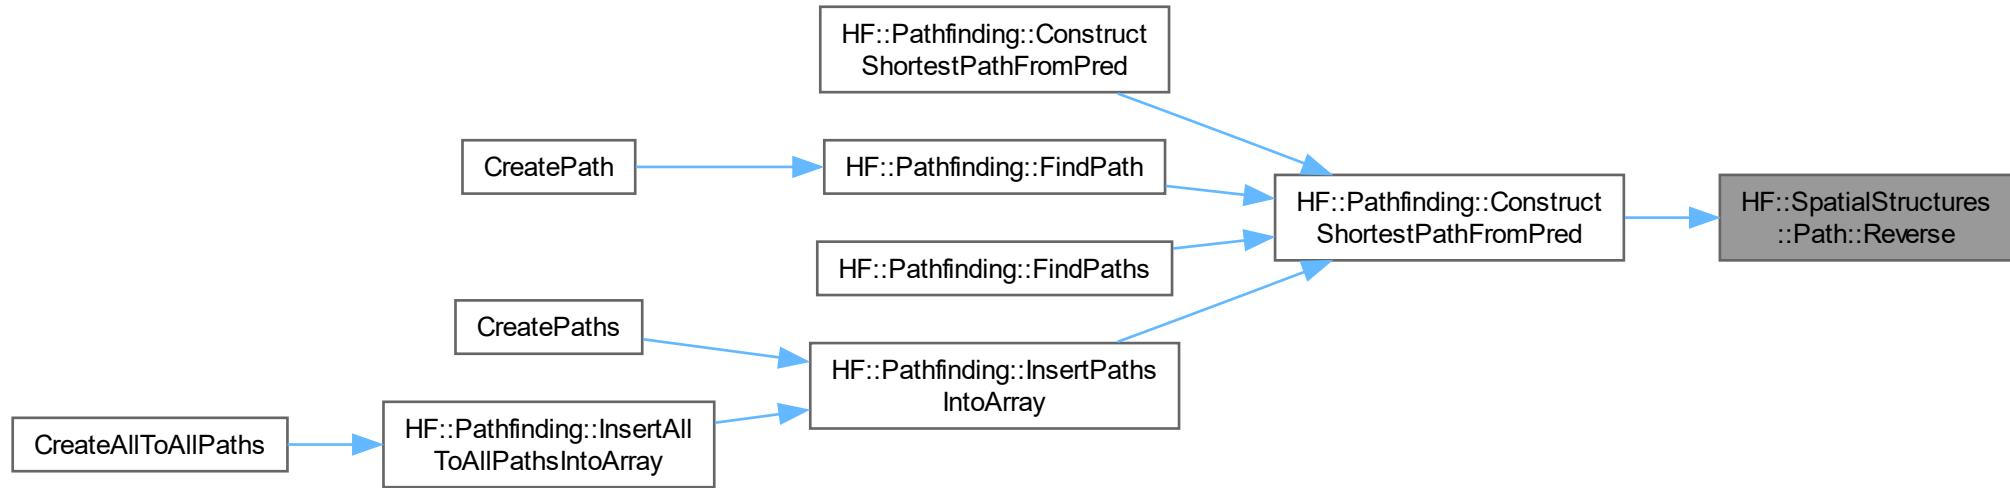 HF::Pathfinding::Construct
ShortestPathFromPred
CreatePath
HF::Pathfinding::FindPath
HF::Pathfinding::Construct
ShortestPathFromPred
HF::SpatialStructures
::Path::Reverse
HF::Pathfinding::FindPaths
CreatePaths
HF::Pathfinding::InsertPaths
IntoArray
CreateAllToAllPaths
HF::Pathfinding::InsertAll
ToAllPathsIntoArray